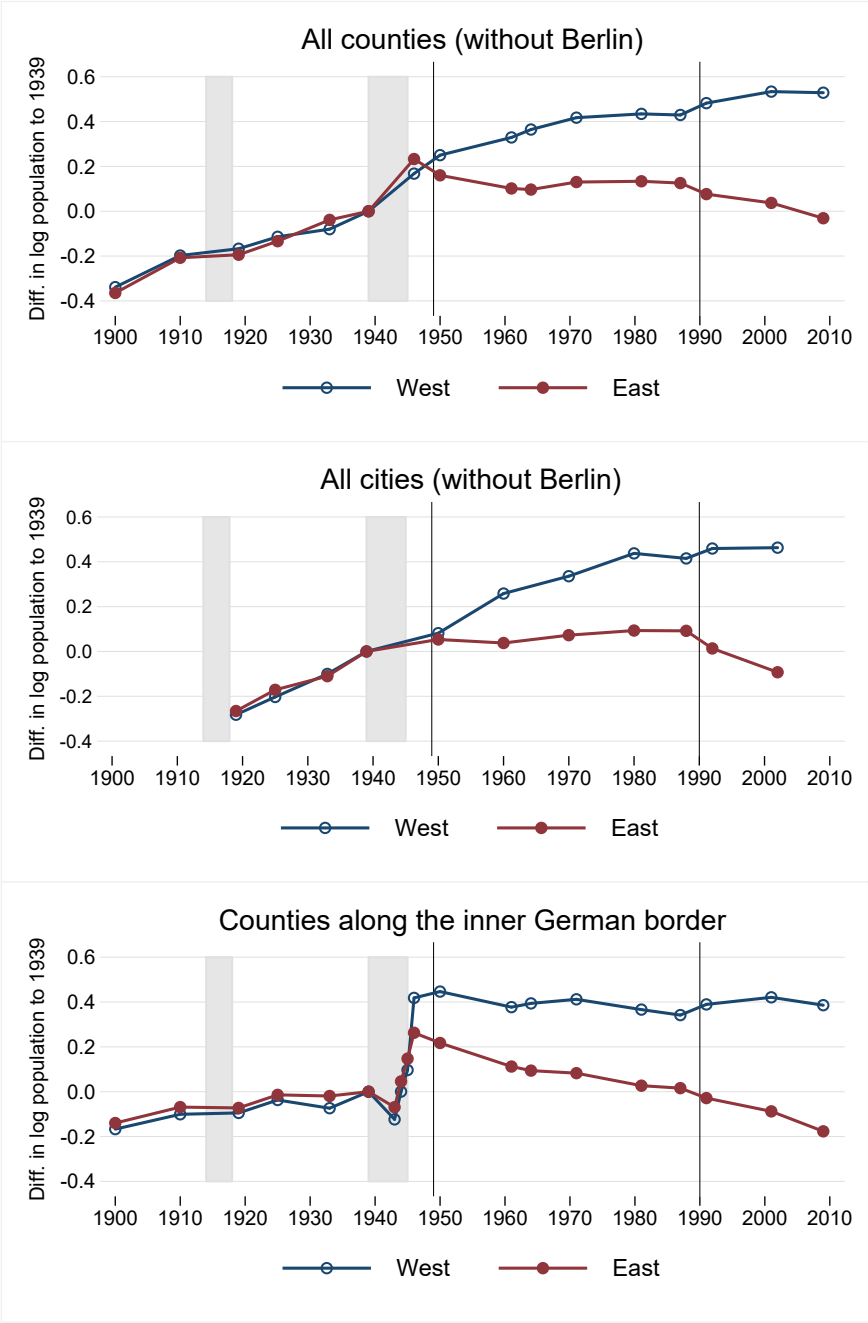 All counties (without Berlin)
Diff. in log population to 1939
0.6
0.4
0.2
0.0
-0.2
-0.4
1900 1910 1920 1930 1940 1950 1960 1970 1980 1990 2000 2010
West East
All cities (without Berlin)
Diff. in log population to 1939
0.6
0.4
0.2
0.0
-0.2
-0.4
1900 1910 1920 1930 1940 1950 1960 1970 1980 1990 2000 2010
West East
Counties along the inner German border
Diff. in log population to 1939
0.6
0.4
0.2
0.0
-0.2
-0.4
1900 1910 1920 1930 1940 1950 1960 1970 1980 1990 2000 2010
West East